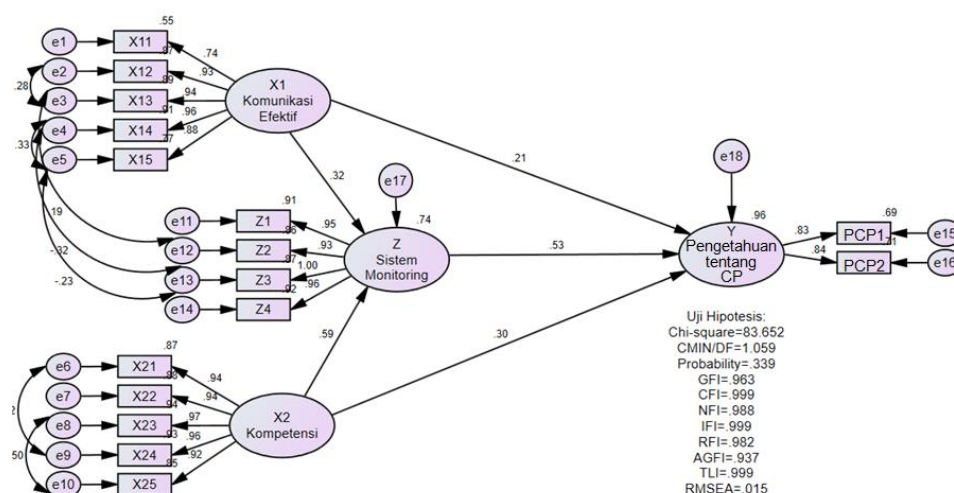 .55
e1
X11
.87
.74
e2
X12
.89
.93
.28
e3
X13
.91
.94
e4
X14
.77
.96
.33
e5
X15
.88
X1
Komunikasi
Efektif
.21
.32
e18
e17
.91
e11
Z1
.86
.95
e12
Z2
.93
19
-.32
-.23
e13
Z3
1.00
e14
Z4
.92
.96
.74
Z
Sistem
Monitoring
.53
.59
.30
.96
Y
Pengetahuan
tentang
CP
.69
.83
PCP1
e15
.84
PCP2
e16
.87
e6
X21
.94
e7
X22
.94
.94
e8
X23
.97
.93
e9
X24
.96
.85
.50
e10
X25
.92
X2
Kompetensi
Uji Hipotesis:
Chi-square=83.652
CMIN/DF=1.059
Probability=.339
GFI=.963
CFI=.999
NFI=.988
IFI=.999
RFI=.982
AGFI=.937
TLI=.999
RMSEA=.015